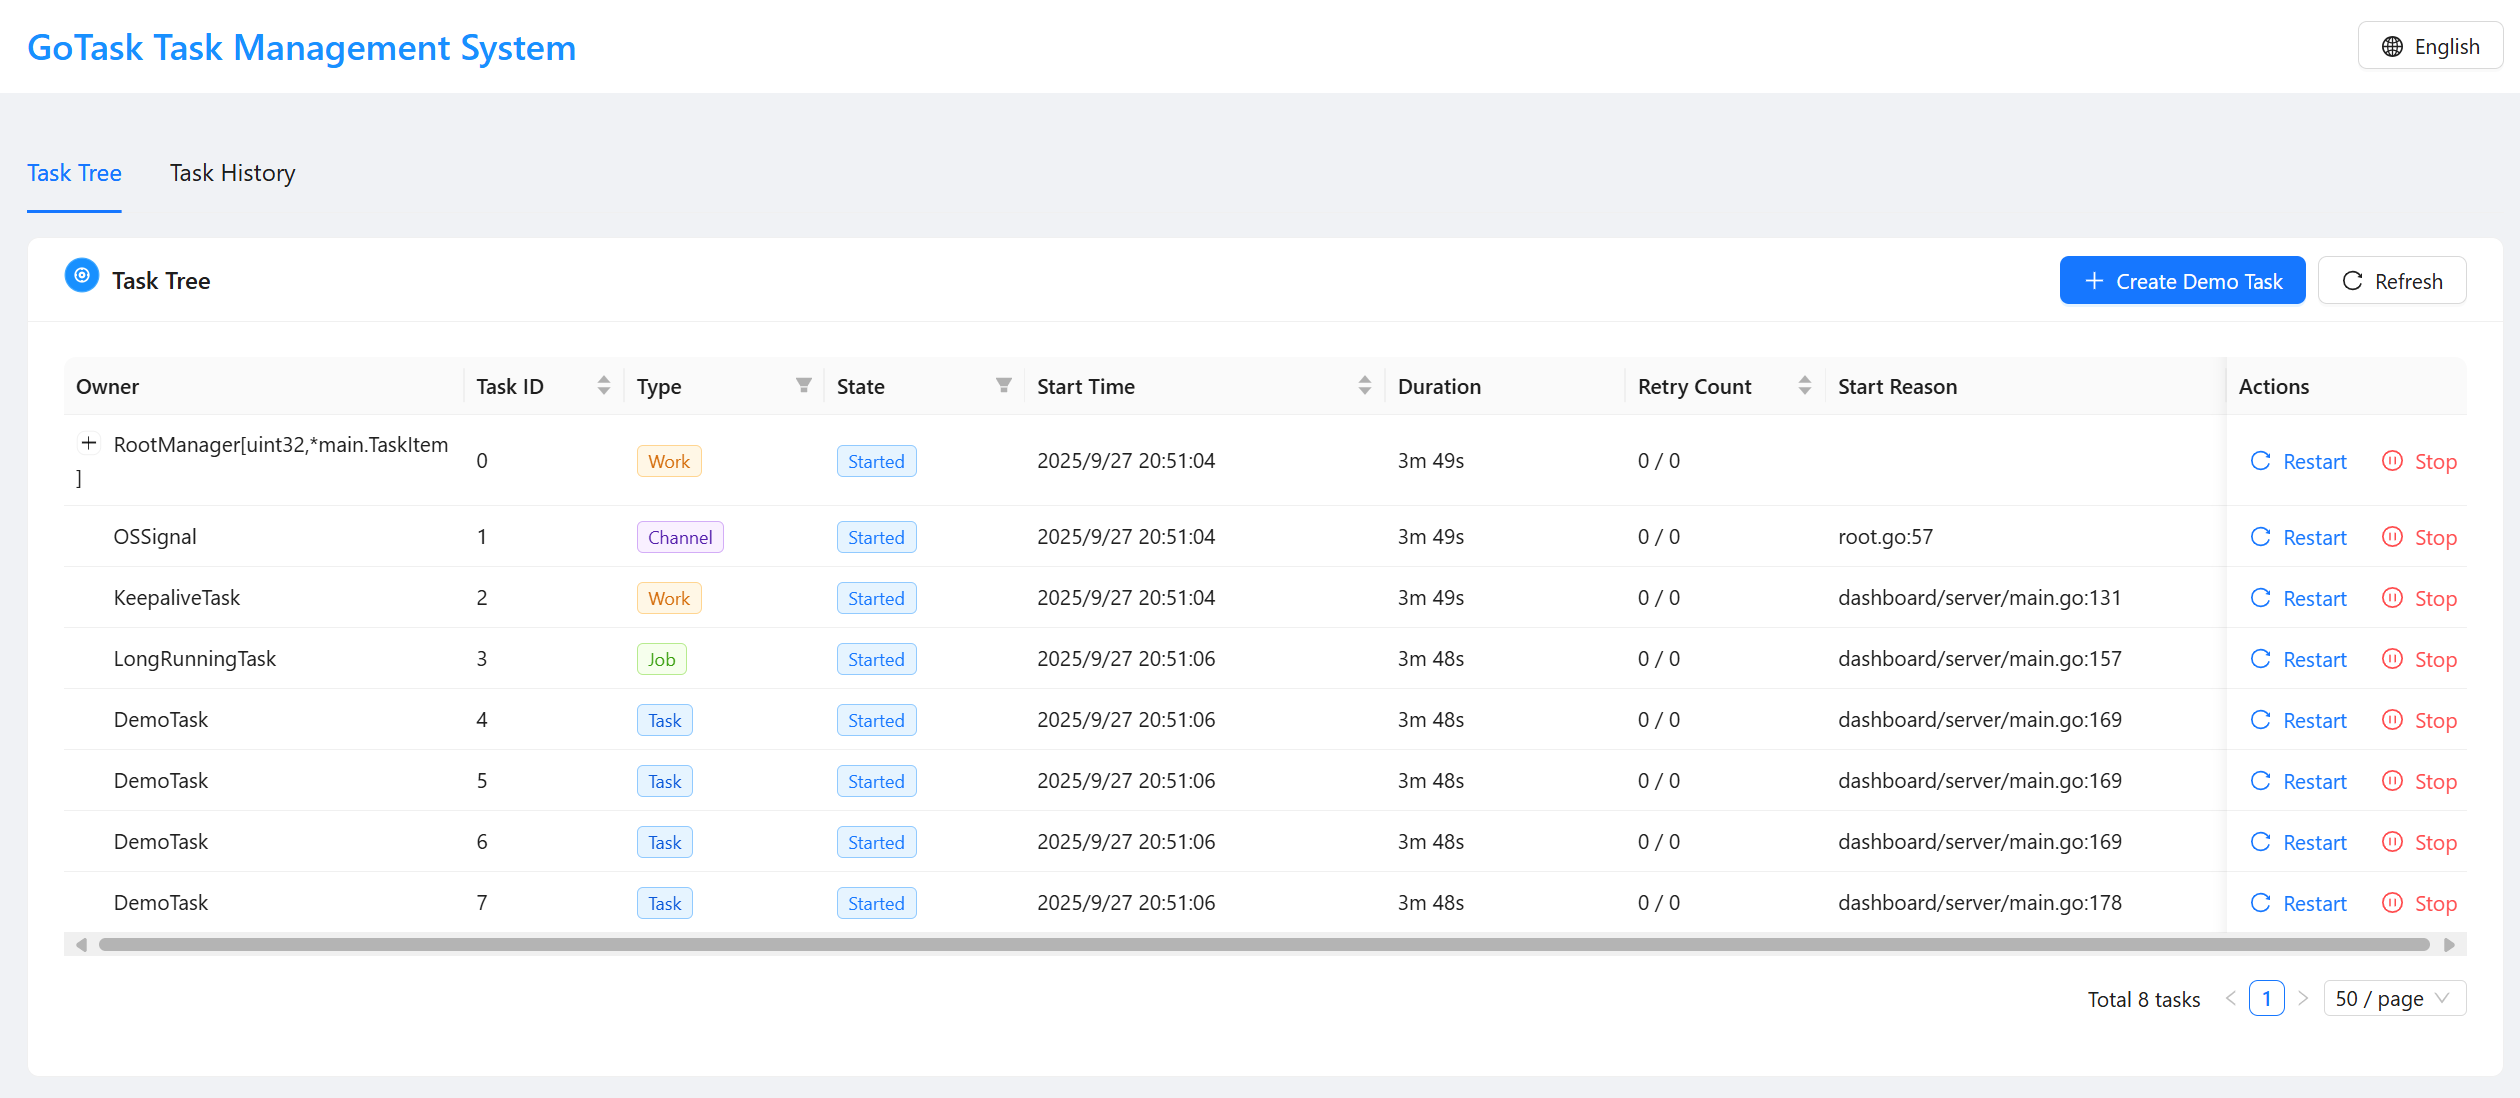 GoTask Task Management System
English
Task Tree Task History
Task Tree
Create Demo Task Refresh
Owner Task ID Type State Start Time Duration Retry Count Start Reason Actions
RootManager[uint32,*main.TaskItem
] 0 Work Started 2025/9/27 20:51:04 3m 49s 0 / 0 Restart Stop
OSSignal 1 Channel Started 2025/9/27 20:51:04 3m 49s 0 / 0 root.go:57 Restart Stop
KeepaliveTask 2 Work Started 2025/9/27 20:51:04 3m 49s 0 / 0 dashboard/server/main.go:131 Restart Stop
LongRunningTask 3 Job Started 2025/9/27 20:51:06 3m 48s 0 / 0 dashboard/server/main.go:157 Restart Stop
DemoTask 4 Task Started 2025/9/27 20:51:06 3m 48s 0 / 0 dashboard/server/main.go:169 Restart Stop
DemoTask 5 Task Started 2025/9/27 20:51:06 3m 48s 0 / 0 dashboard/server/main.go:169 Restart Stop
DemoTask 6 Task Started 2025/9/27 20:51:06 3m 48s 0 / 0 dashboard/server/main.go:169 Restart Stop
DemoTask 7 Task Started 2025/9/27 20:51:06 3m 48s 0 / 0 dashboard/server/main.go:178 Restart Stop
Total 8 tasks 1 50 / page